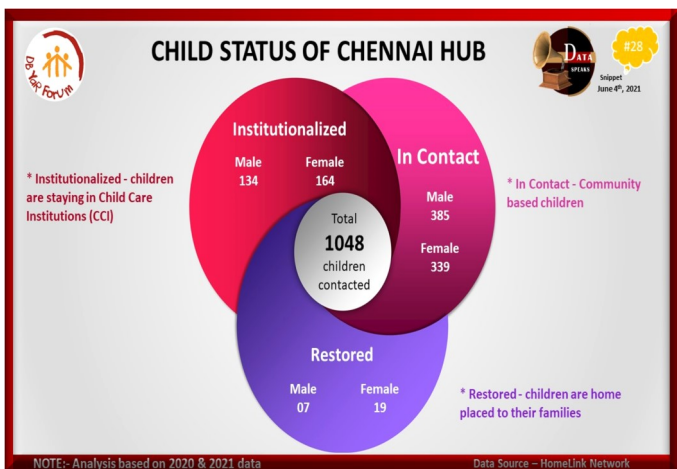 CHILD STATUS OF CHENNAI HUB
DB YaR FORUM
DATA
SPEAKS
#28
Snippet
June 4th, 2021
Institutionalized
Male Female
134 164
In Contact
Male
385
Female
339
Total
1048
children
contacted
Restored
Male Female
07 19
* Institutionalized - children
are staying in Child Care
Institutions (CCI)
* In Contact - Community
based children
* Restored - children are home
placed to their families
NOTE:- Analysis based on 2020 & 2021 data
Data Source – HomeLink Network